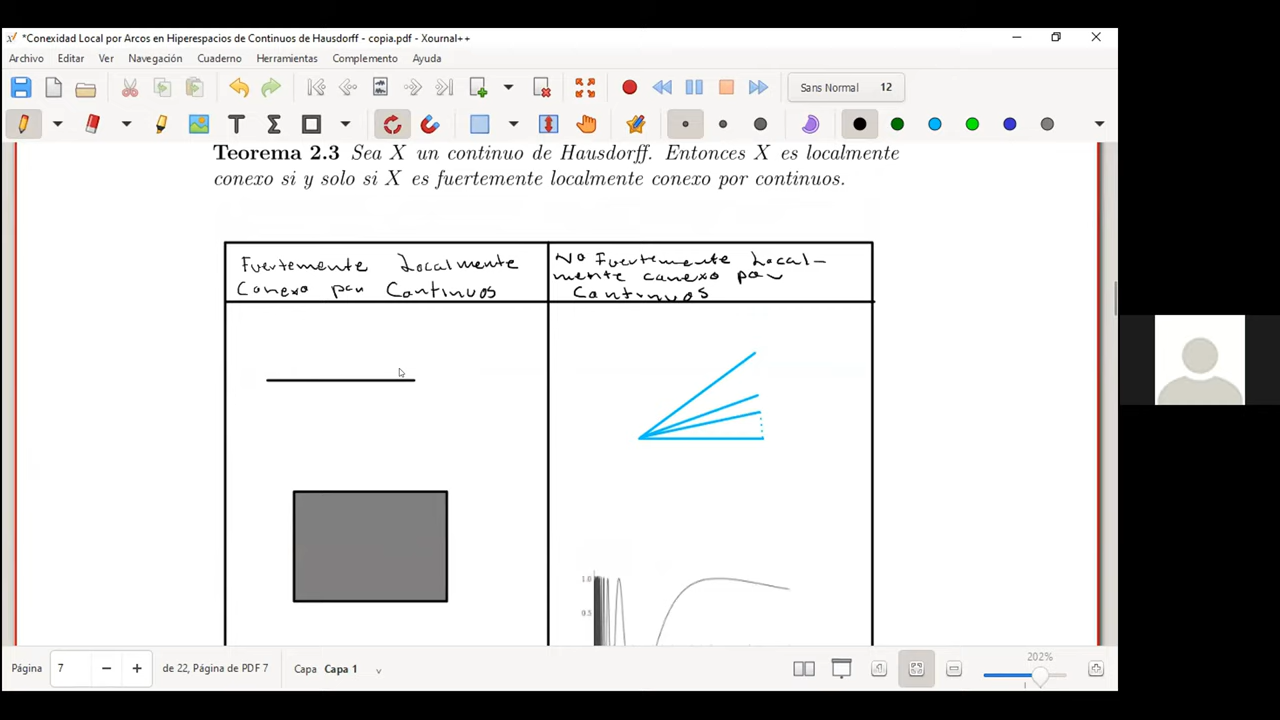 *Conexidad Local por Arcos en Hiperespacios de Continuos de Hausdorff - copia.pdf - Xournal++
Archivo Editar Ver Navegación Cuaderno Herramientas Complemento Ayuda
Sans Normal 12
Teorema 2.3 Sea X un continuo de Hausdorff. Entonces X es localmente
conexo si y solo si X es fuertemente localmente conexo por continuos.
Fuertemente Localmente
Conexo por Continuos
No Fuertemente Local-
mente conexo por
Continuos
1.0
0.5
Página 7 de 22, Página de PDF 7 Capa Capa 1 202%